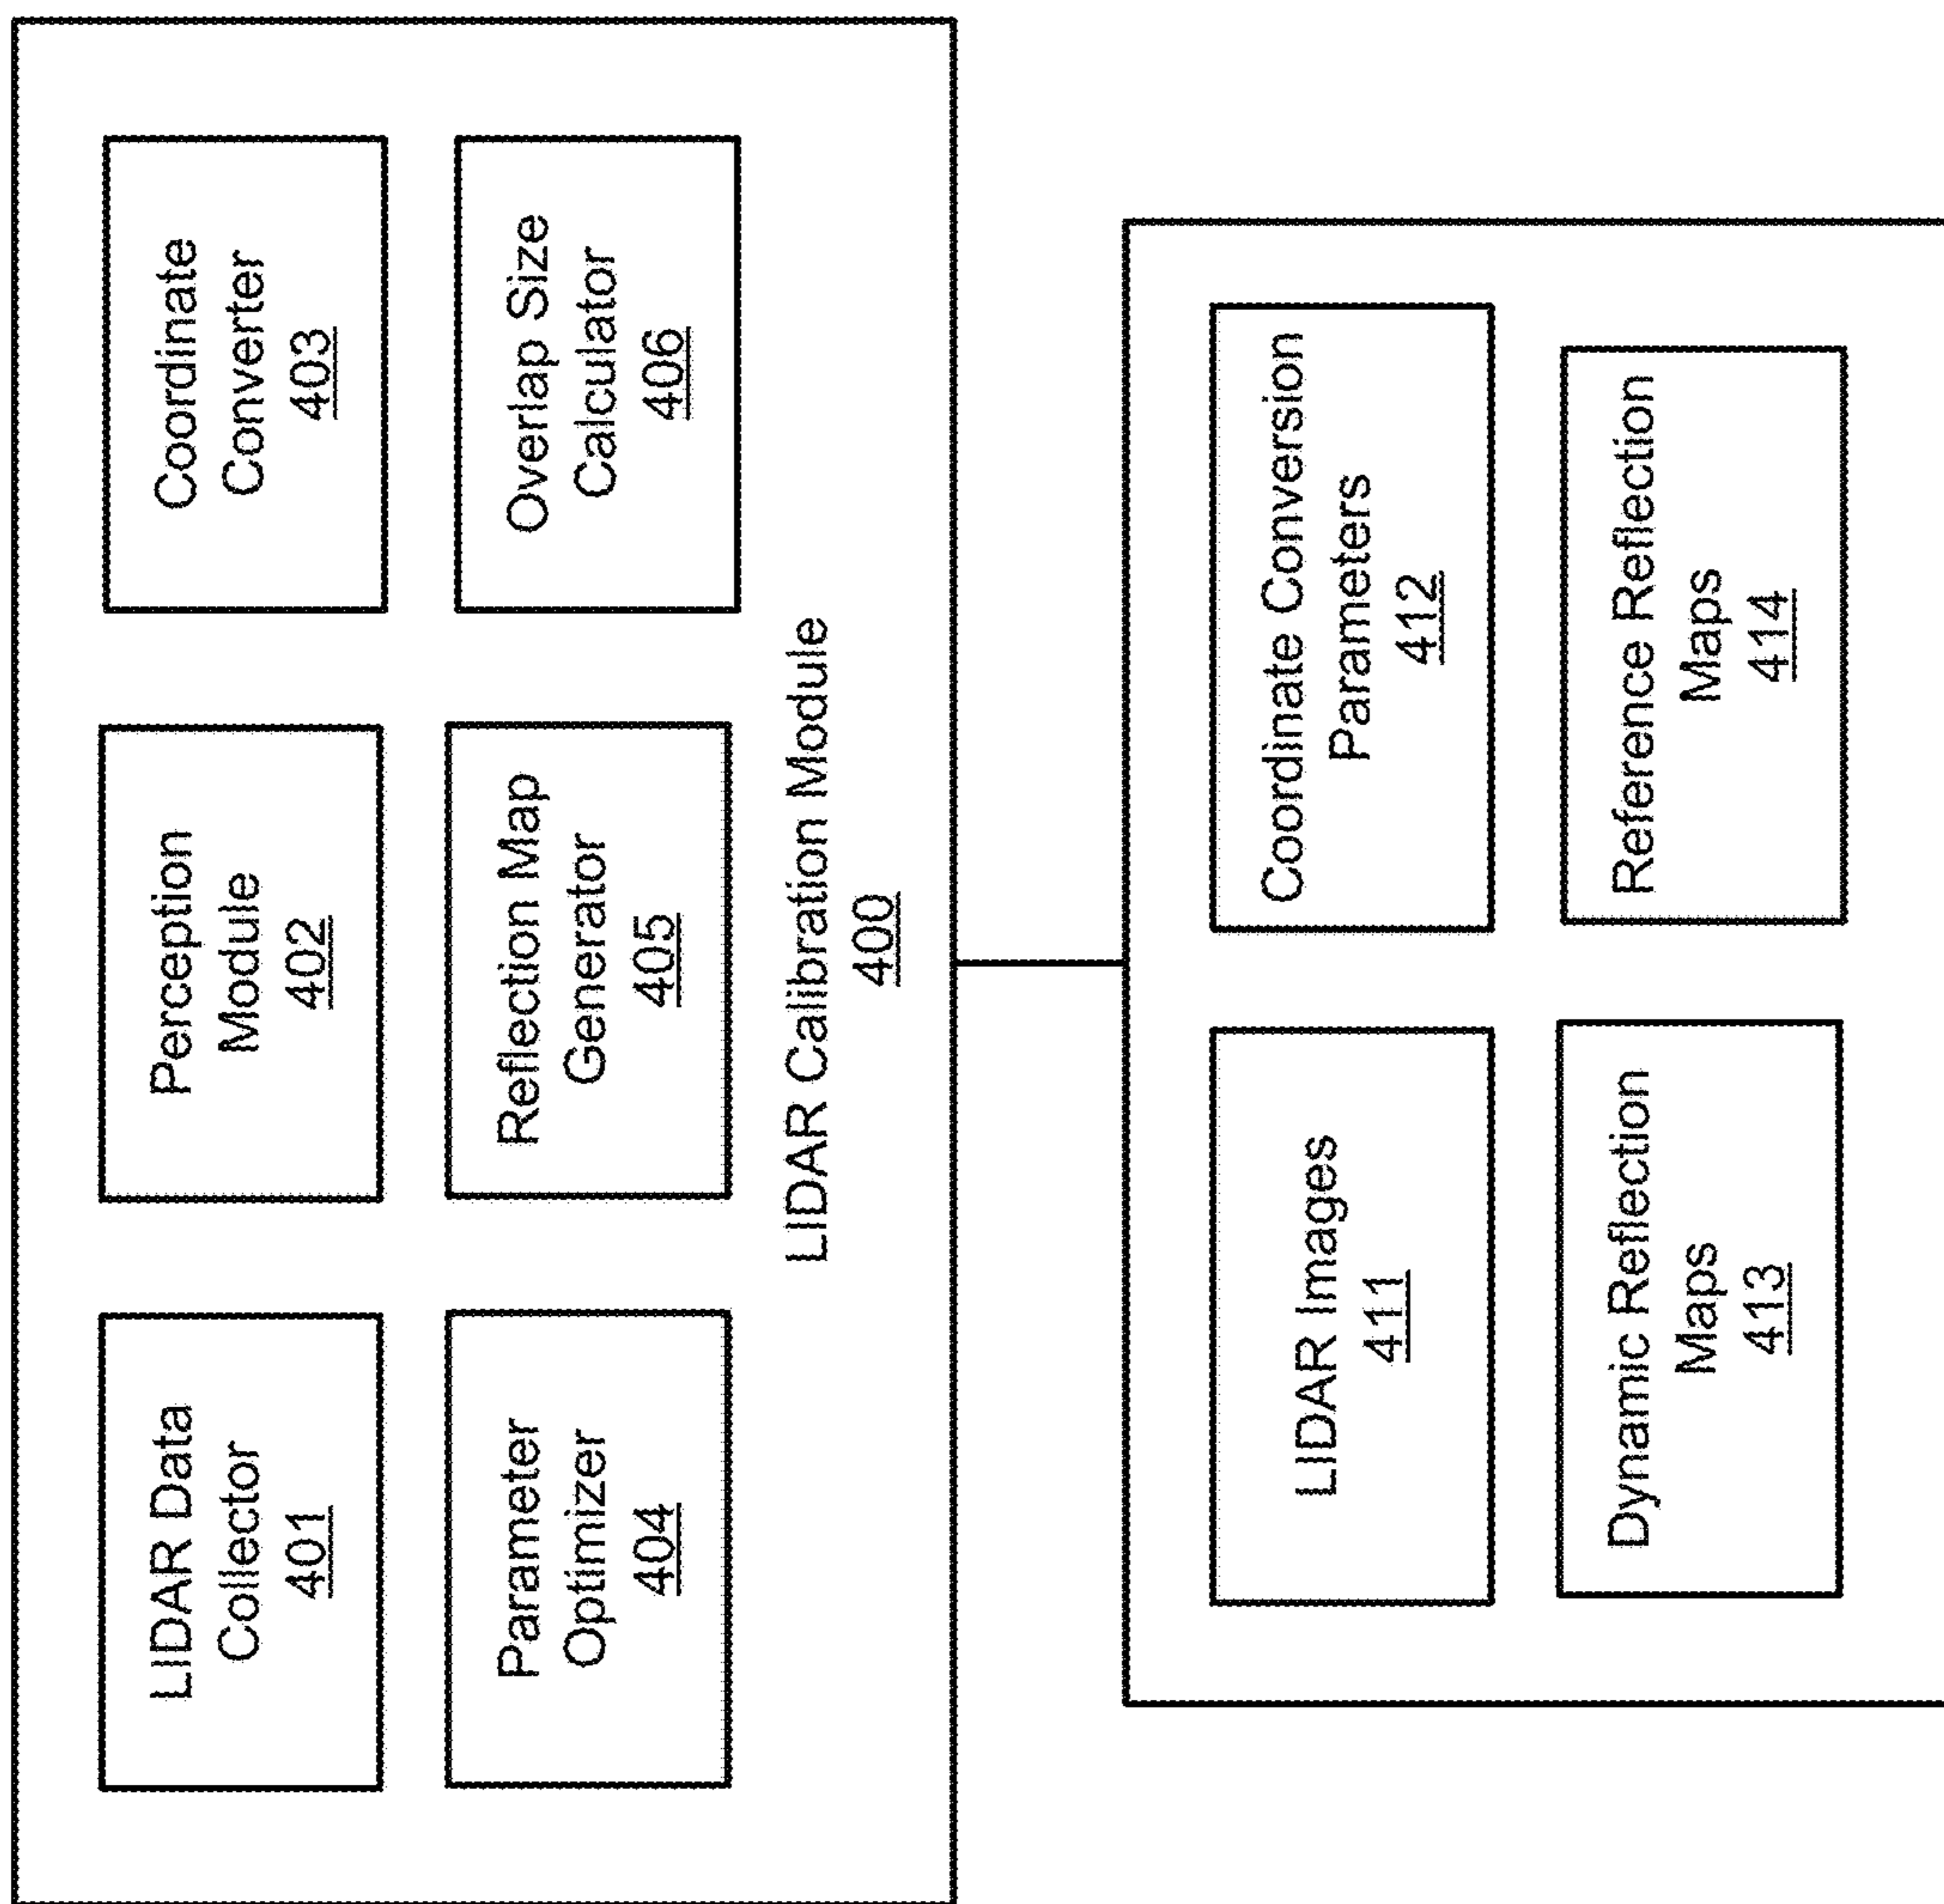 LIDAR Data
Collector
401
Perception
Module
402
Coordinate
Converter
403
Parameter
Optimizer
404
Reflection Map
Generator
405
Overlap Size
Calculator
406
LIDAR Calibration Module
400
LIDAR Images
411
Coordinate Conversion
Parameters
412
Dynamic Reflection
Maps
413
Reference Reflection
Maps
414